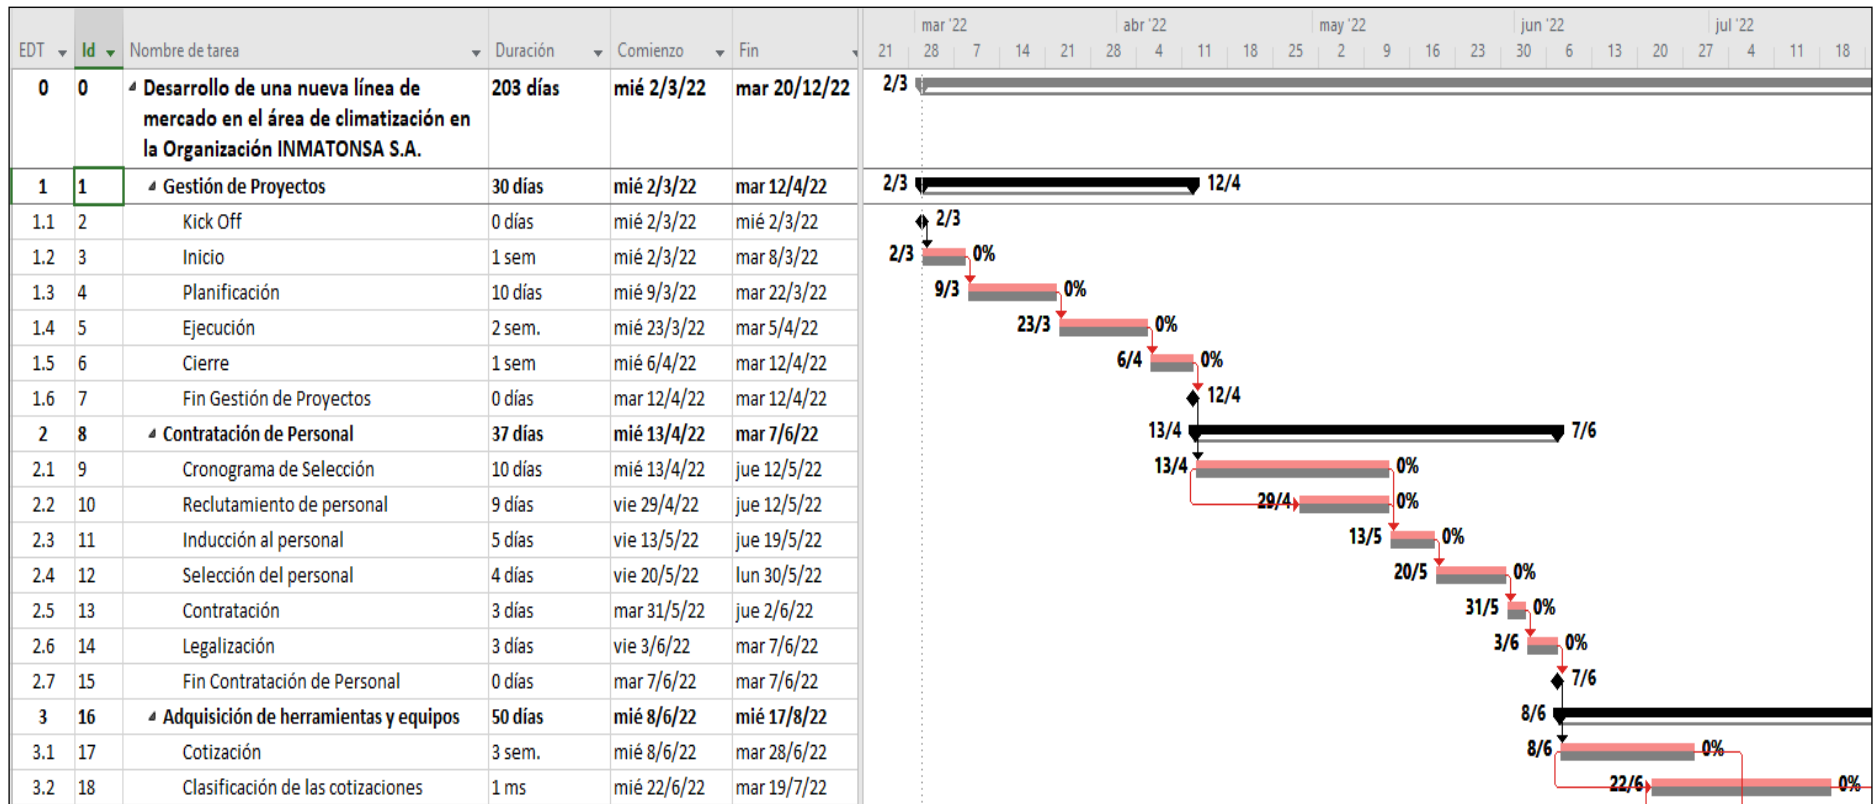 mar '22 abr '22 may '22 jun '22 jul '22
EDT Id Nombre de tarea Duración Comienzo Fin 21 28 7 14 21 28 4 11 18 25 2 9 16 23 30 6 13 20 27 4 11 18
0 0 Desarrollo de una nueva línea de 203 días mié 2/3/22 mar 20/12/22 2/3
mercado en el área de climatización en
la Organización INMATONSA S.A.
1 1 Gestión de Proyectos 30 días mié 2/3/22 mar 12/4/22 2/3 12/4
1.1 2 Kick Off 0 días mié 2/3/22 mié 2/3/22 2/3
1.2 3 Inicio 1 sem mié 2/3/22 mar 8/3/22 2/3 0%
1.3 4 Planificación 10 días mié 9/3/22 mar 22/3/22 9/3 0%
1.4 5 Ejecución 2 sem. mié 23/3/22 mar 5/4/22 23/3 0%
1.5 6 Cierre 1 sem mié 6/4/22 mar 12/4/22 6/4 0%
1.6 7 Fin Gestión de Proyectos 0 días mar 12/4/22 mar 12/4/22 12/4
2 8 Contratación de Personal 37 días mié 13/4/22 mar 7/6/22 13/4 7/6
2.1 9 Cronograma de Selección 10 días mié 13/4/22 jue 12/5/22 13/4 0%
2.2 10 Reclutamiento de personal 9 días vie 29/4/22 jue 12/5/22 29/4 0%
2.3 11 Inducción al personal 5 días vie 13/5/22 jue 19/5/22 13/5 0%
2.4 12 Selección del personal 4 días vie 20/5/22 lun 30/5/22 20/5 0%
2.5 13 Contratación 3 días mar 31/5/22 jue 2/6/22 31/5 0%
2.6 14 Legalización 3 días vie 3/6/22 mar 7/6/22 3/6 0%
2.7 15 Fin Contratación de Personal 0 días mar 7/6/22 mar 7/6/22 7/6
3 16 Adquisición de herramientas y equipos 50 días mié 8/6/22 mié 17/8/22 8/6
3.1 17 Cotización 3 sem. mié 8/6/22 mar 28/6/22 8/6 0%
3.2 18 Clasificación de las cotizaciones 1 ms mié 22/6/22 mar 19/7/22 22/6 0%